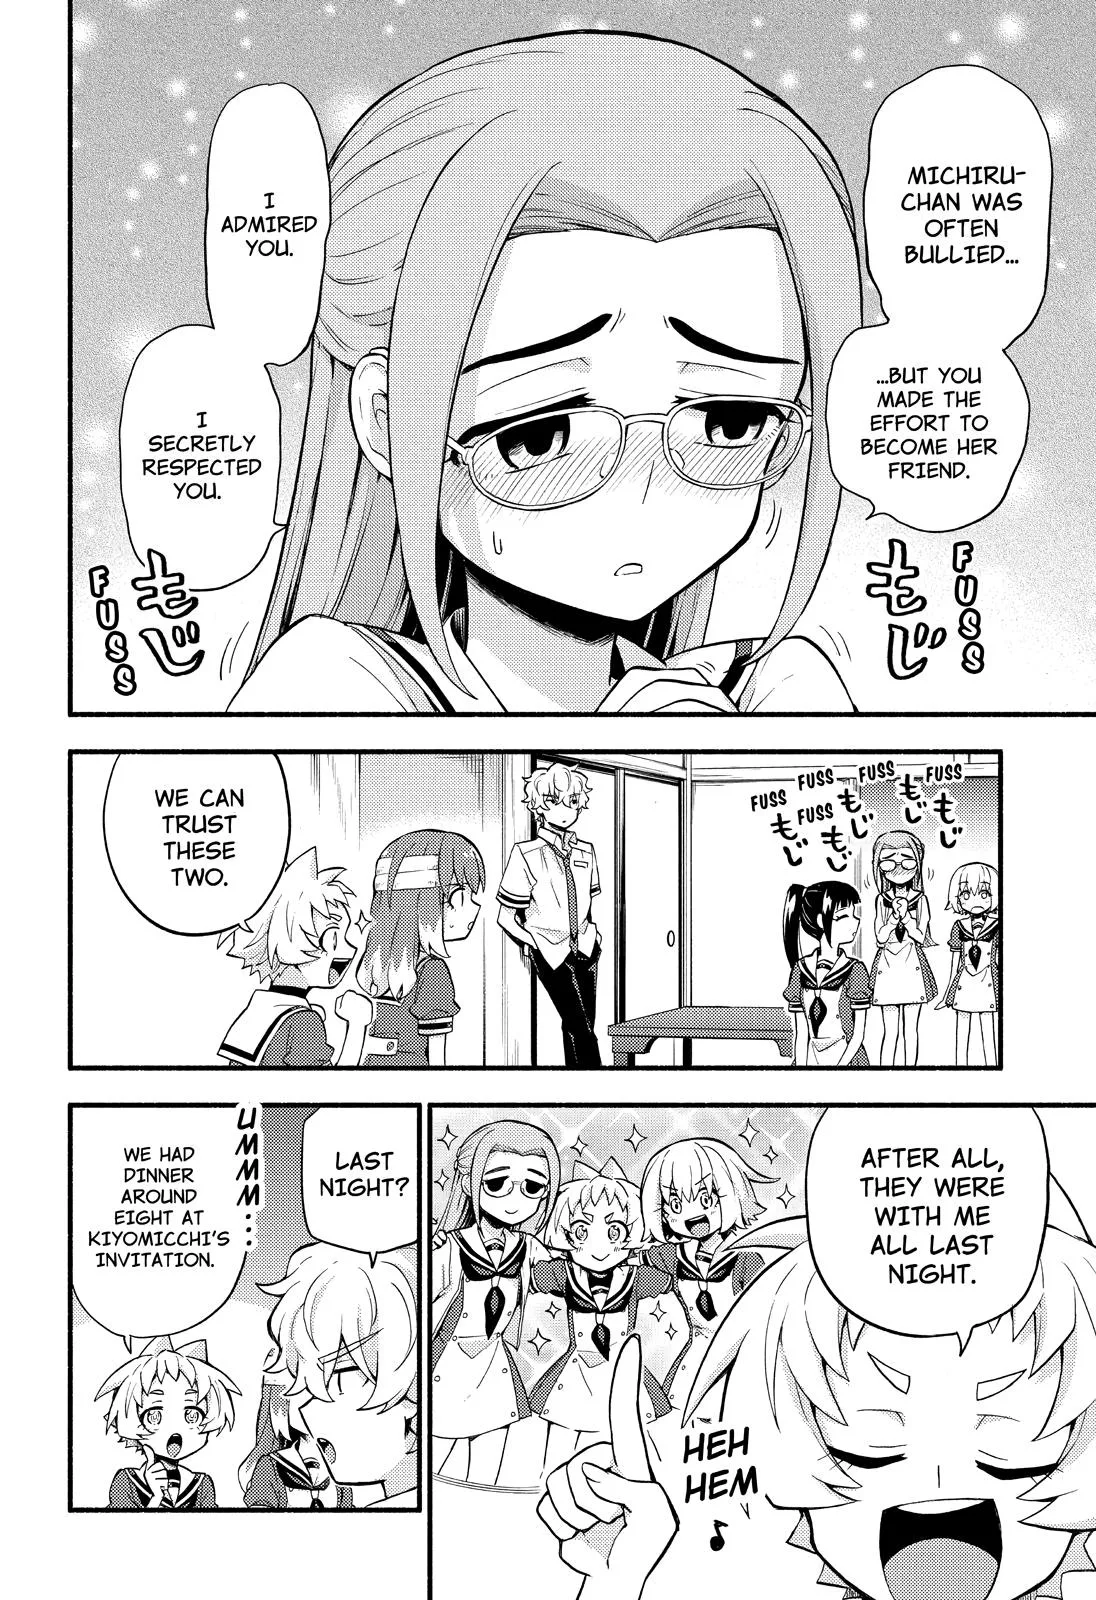 MICHIRU-
CHAN WAS
OFTEN
BULLIED...
...BUT YOU
MADE THE
EFFORT TO
BECOME HER
FRIEND.
I
ADMIRED
YOU.
I
SECRETLY
RESPECTED
YOU.
もじ
FUSS
もじ
FUSS
WE CAN
TRUST
THESE
TWO.
FUSS
もじ
FUSS
もじ
FUSS
もじ
FUSS
もじ
FUSS
もじ
AFTER ALL,
THEY WERE
WITH ME
ALL LAST
NIGHT.
HEH
HEM
LAST
NIGHT?
UMMM...
WE HAD
DINNER
AROUND
EIGHT AT
KIYOMICCHI'S
INVITATION.